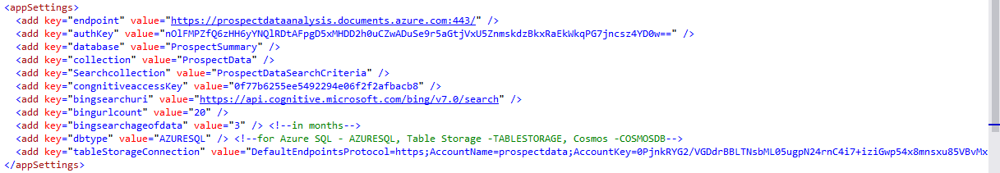 <appSettings>
<add key="endpoint" value="https://prospectdataanalysis.documents.azure.com:443/" />
<add key="authKey" value="nOlFMPZfQ6zHH6yYNQlRDtAFpgD5xMHDD2h0uCZwADuSe9r5aGtjVxU5ZnmskdzBkxRaEkWkqPG7jncsz4YD0w==" />
<add key="database" value="ProspectSummary" />
<add key="collection" value="ProspectData" />
<add key="Searchcollection" value="ProspectDataSearchCriteria" />
<add key="congnitiveaccessKey" value="0f77b6255ee5492294e06f2f2afbacb8" />
<add key="bingsearchuri" value="https://api.cognitive.microsoft.com/bing/v7.0/search" />
<add key="bingurlcount" value="20" />
<add key="bingsearchageofdata" value="3" /> <!--in months-->
<add key="dbtype" value="AZURESQL" /> <!--for Azure SQL - AZURESQL, Table Storage -TABLESTORAGE, Cosmos -COSMOSDB-->
<add key="tableStorageConnection" value="DefaultEndpointsProtocol=https;AccountName=prospectdata;AccountKey=0PjnkRYG2/VGDdrBBLTNsbML05ugpN24rnC4i7+iziGwp54x8mnsxu85VBvMx
</appSettings>